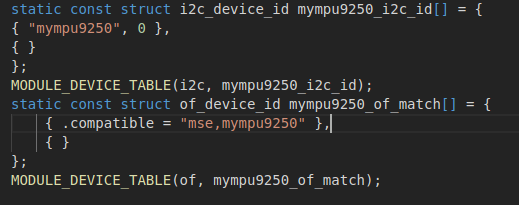 static const struct i2c_device_id mympu9250_i2c_id[] = {
{ "mympu9250", 0 },
{ }
};
MODULE_DEVICE_TABLE(i2c, mympu9250_i2c_id);
static const struct of_device_id mympu9250_of_match[] = {
    { .compatible = "mse,mympu9250" },
    { }
};
MODULE_DEVICE_TABLE(of, mympu9250_of_match);